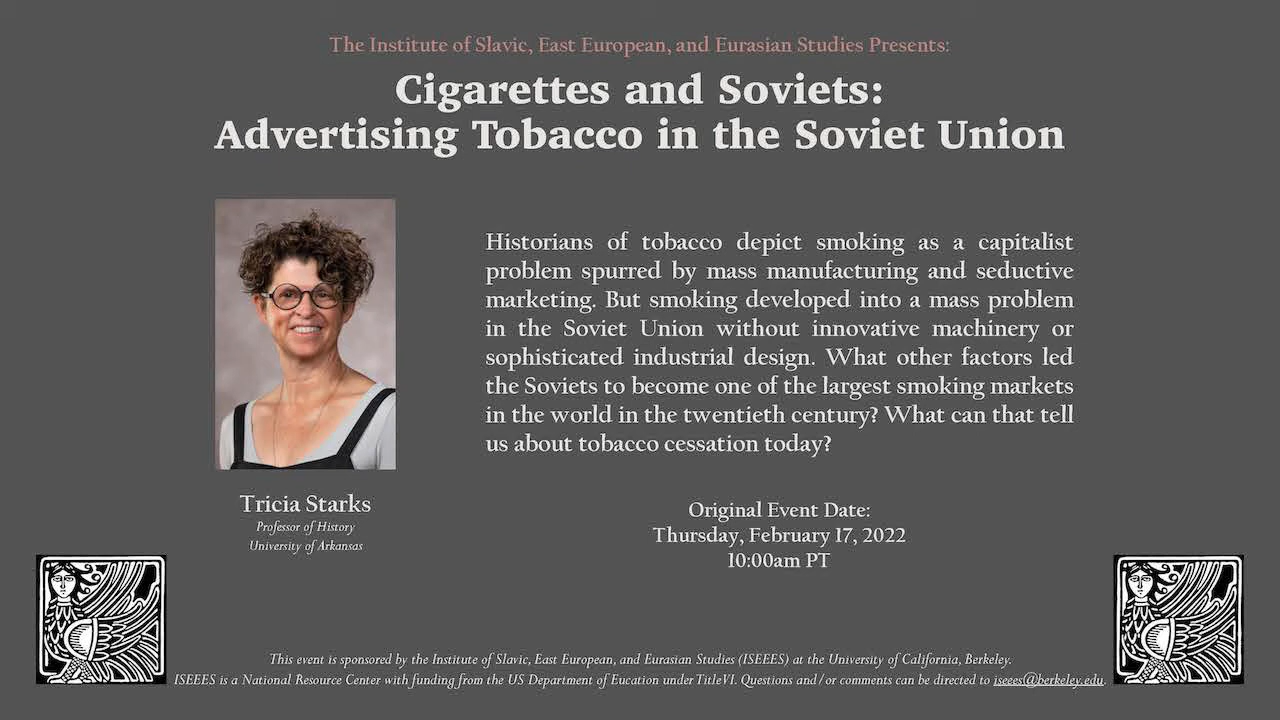 The Institute of Slavic, East European, and Eurasian Studies Presents:
Cigarettes and Soviets:
Advertising Tobacco in the Soviet Union
Historians of tobacco depict smoking as a capitalist
problem spurred by mass manufacturing and seductive
marketing. But smoking developed into a mass problem
in the Soviet Union without innovative machinery or
sophisticated industrial design. What other factors led
the Soviets to become one of the largest smoking markets
in the world in the twentieth century? What can that tell
us about tobacco cessation today?
Tricia Starks
Professor of History
University of Arkansas
Original Event Date:
Thursday, February 17, 2022
10:00am PT
This event is sponsored by the Institute of Slavic, East European, and Eurasian Studies (ISEEES) at the University of California, Berkeley.
ISEEES is a National Resource Center with funding from the US Department of Eucation under TitleVI. Questions and/or comments can be directed to iseees@berkeley.edu.